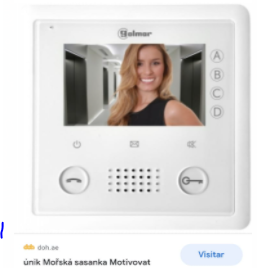 Golmar
A
B
C
D
doh.ae
únik Mořská sasanka Motivovat
Visitar